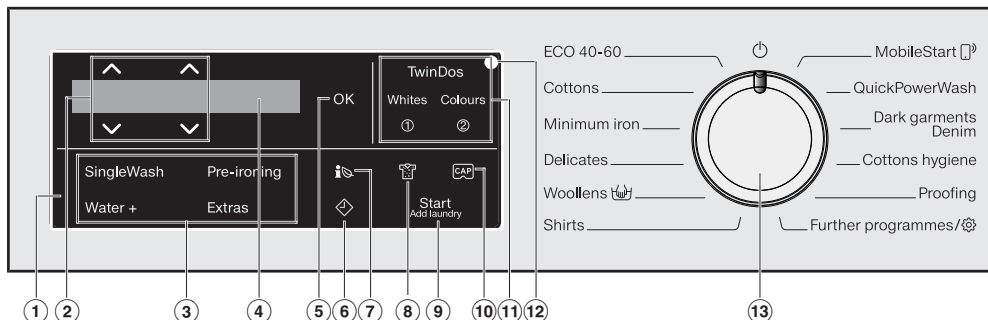 TwinDos
OK
Whites Colours
① ②
SingleWash Pre-ironing
Water + Extras
CAP
Start
Add laundry
ECO 40-60
Cottons
Minimum iron
Delicates
Woollens
Shirts
MobileStart
QuickPowerWash
Dark garments
Denim
Cottons hygiene
Proofing
Further programmes/
① ② ③ ④ ⑤ ⑥ ⑦ ⑧ ⑨ ⑩ ⑪ ⑫ ⑬